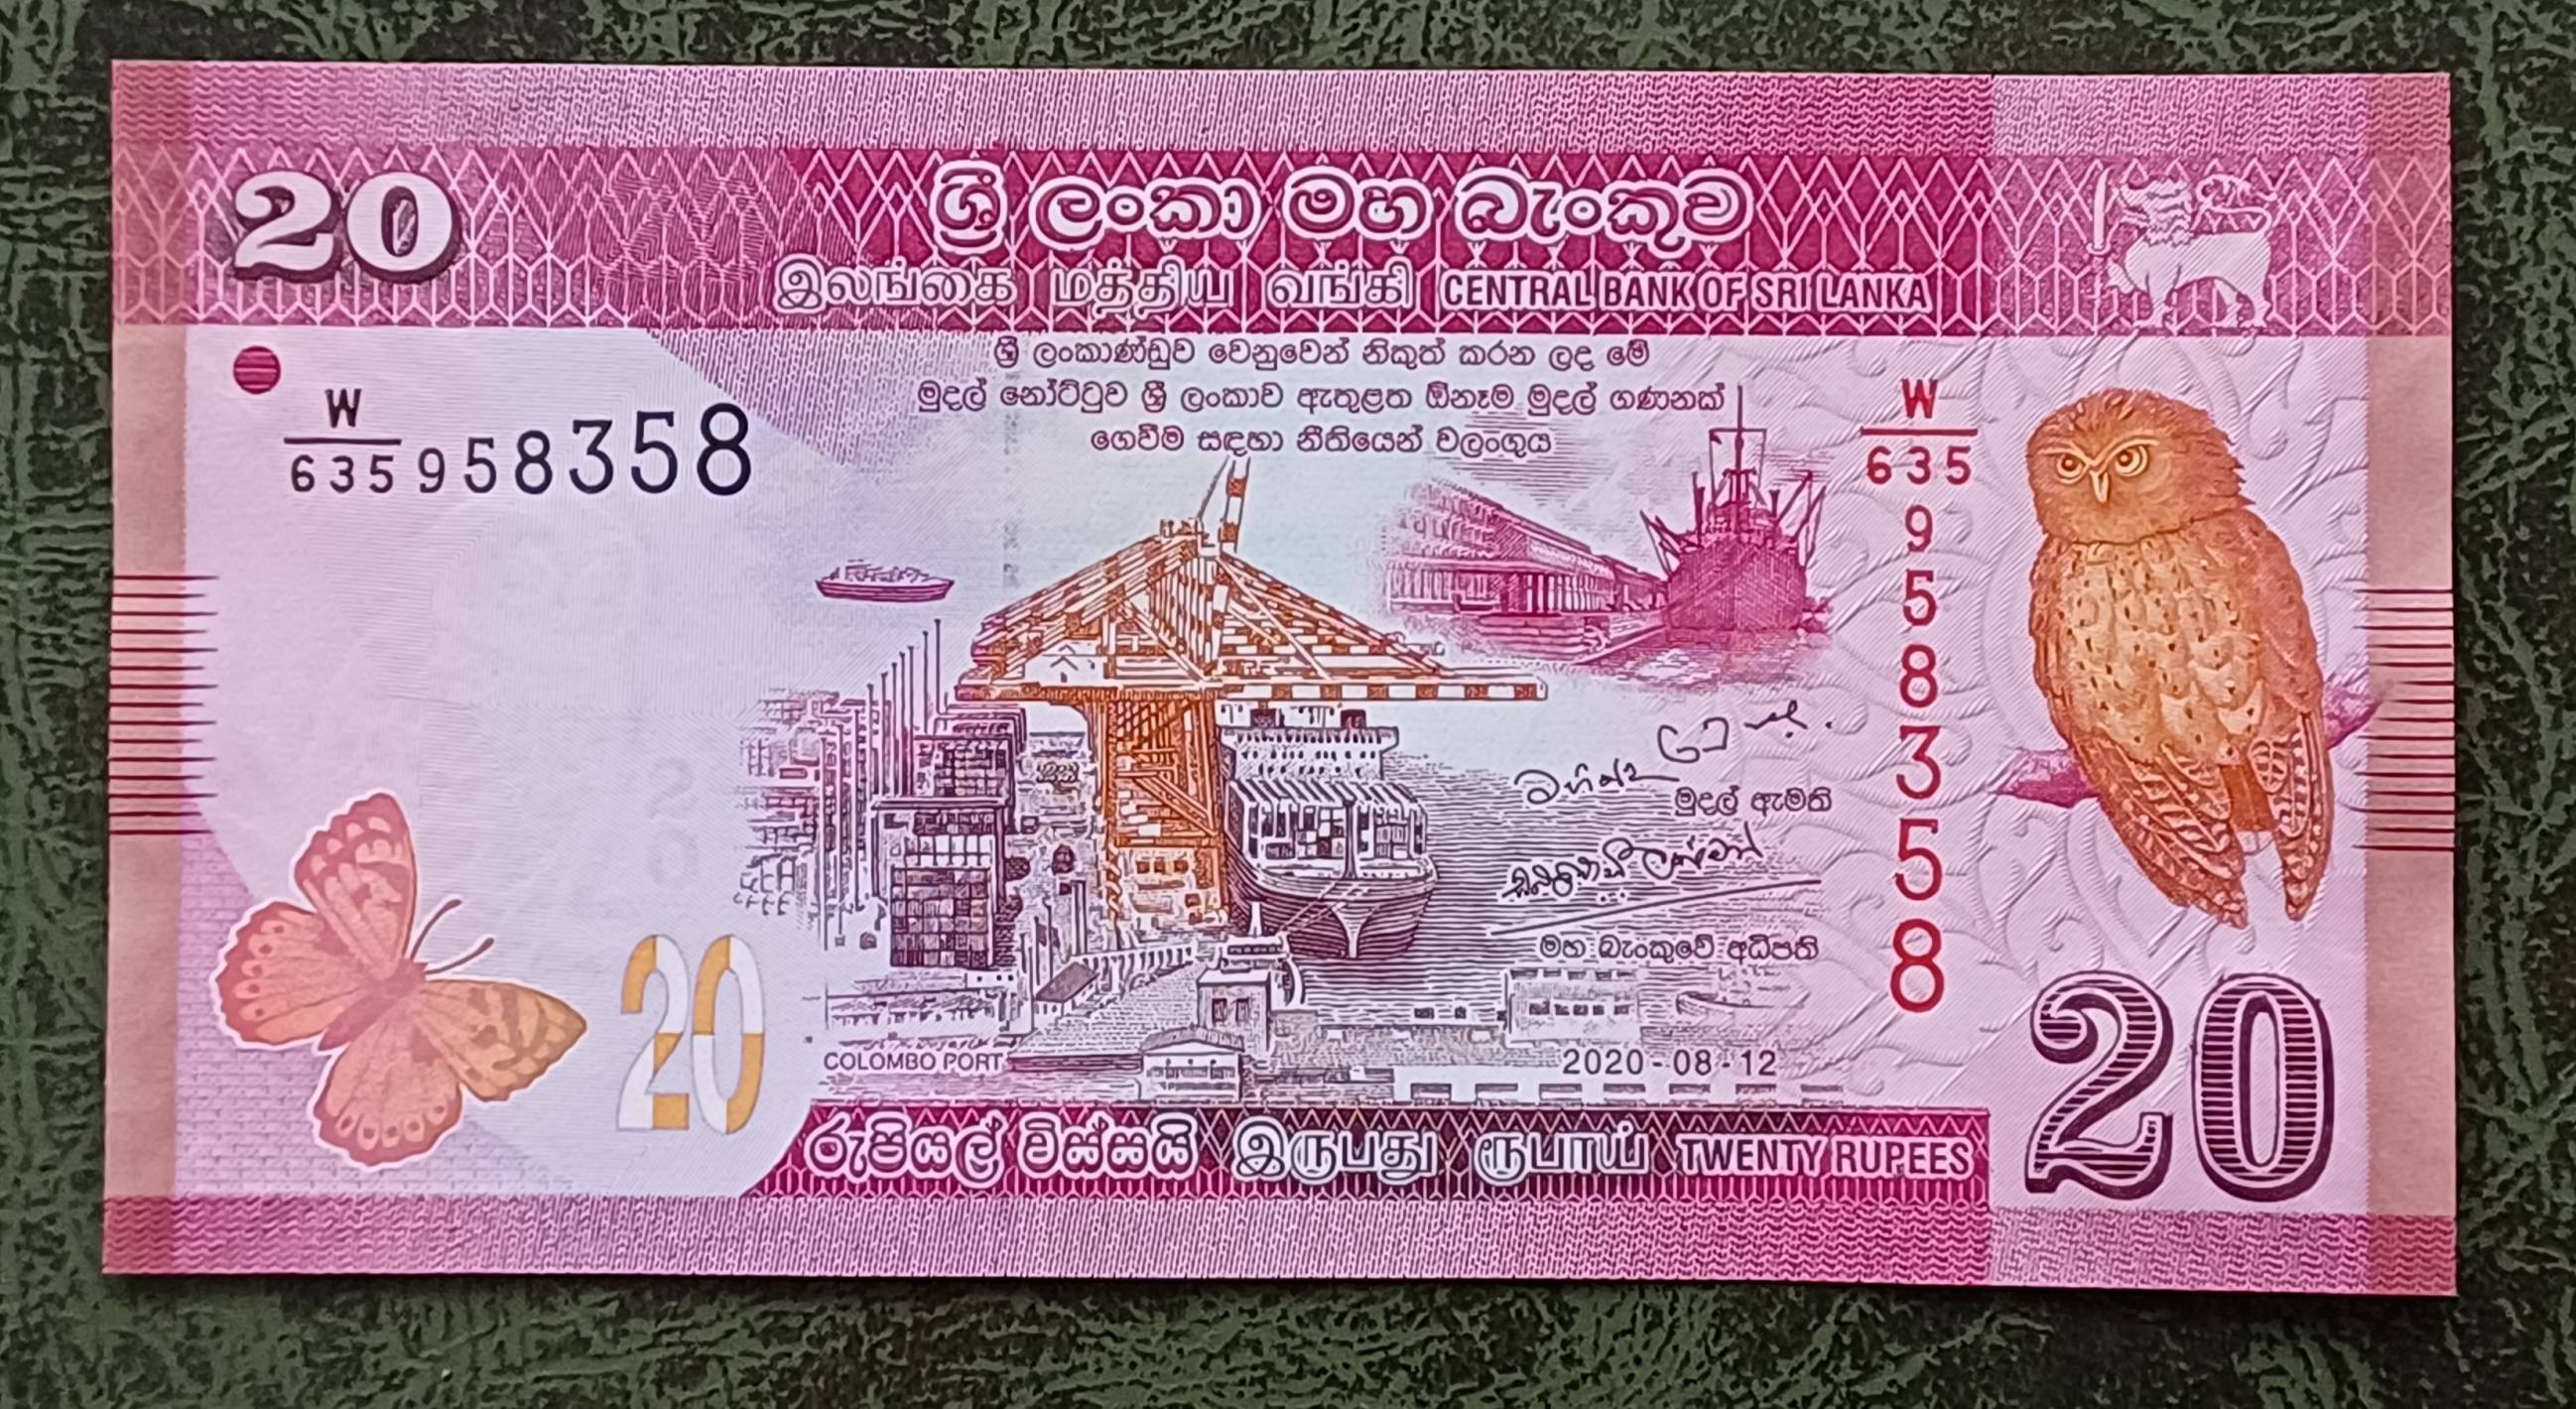 20
ශ්‍රී ලංකා මහ බැංකුව
இலங்கை மத்திய வங்கி CENTRAL BANK OF SRI LANKA
ශ්‍රී ලංකාණ්ඩුව වෙනුවෙන් නිකුත් කරන ලද මේ
මුදල් නෝට්ටුව ශ්‍රී ලංකාව ඇතුළත ඕනෑම මුදල් ගණනක්
ගෙවීම සඳහා නීතියෙන් වලංගුය
W
635 958358
W
635
9
5
8
3
5
8
මුදල් ඇමති
මහ බැංකුවේ අධිපති
20
COLOMBO PORT
2020-08-12
රුපියල් විස්සයි இருபது ரூபாய் TWENTY RUPEES
20